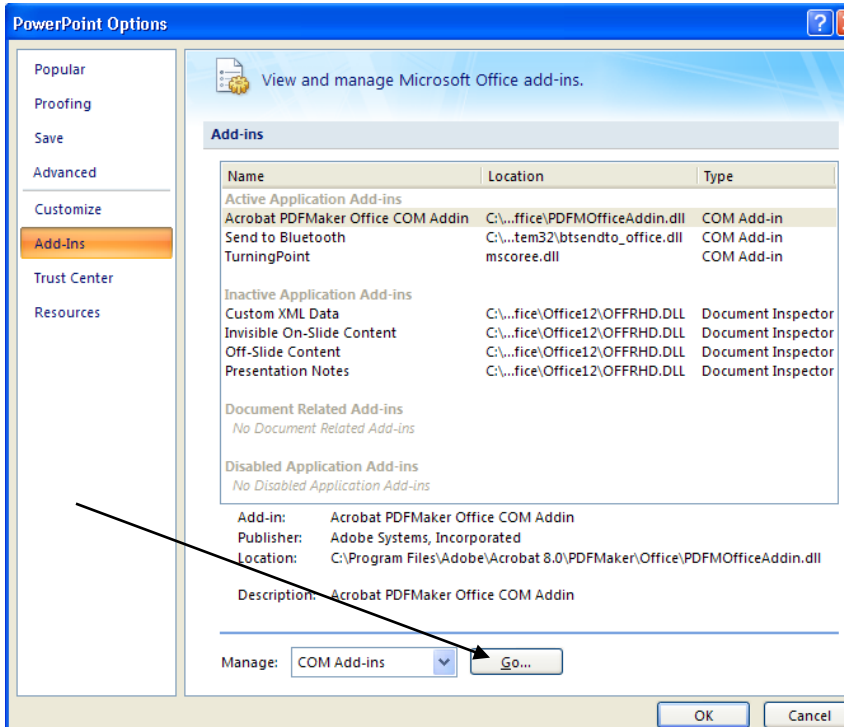 PowerPoint Options
?
Popular
Proofing
Save
Advanced
Customize
Add-Ins
Trust Center
Resources
View and manage Microsoft Office add-ins.
Add-ins
Name Location Type
Active Application Add-ins
Acrobat PDFMaker Office COM Addin C:\...ffice\PDFMOfficeAddin.dll COM Add-in
Send to Bluetooth C:\...tem32\btsendto_office.dll COM Add-in
TurningPoint mscoree.dll COM Add-in
Inactive Application Add-ins
Custom XML Data C:\...fice\Office12\OFFRHD.DLL Document Inspector
Invisible On-Slide Content C:\...fice\Office12\OFFRHD.DLL Document Inspector
Off-Slide Content C:\...fice\Office12\OFFRHD.DLL Document Inspector
Presentation Notes C:\...fice\Office12\OFFRHD.DLL Document Inspector
Document Related Add-ins
No Document Related Add-ins
Disabled Application Add-ins
No Disabled Application Add-ins
Add-in: Acrobat PDFMaker Office COM Addin
Publisher: Adobe Systems, Incorporated
Location: C:\Program Files\Adobe\Acrobat 8.0\PDFMaker\Office\PDFMOfficeAddin.dll
Description: Acrobat PDFMaker Office COM Addin
Manage: COM Add-ins Go...
OK Cancel